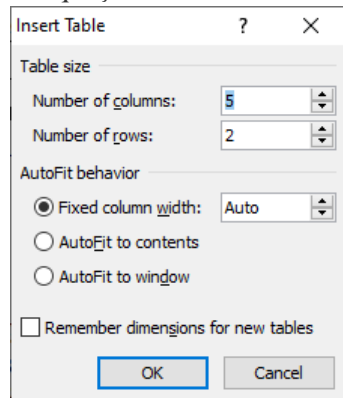 Insert Table ?
Table size
Number of columns: 5
Number of rows: 2
AutoFit behavior
Fixed column width: Auto
AutoFit to contents
AutoFit to window
Remember dimensions for new tables
OK Cancel